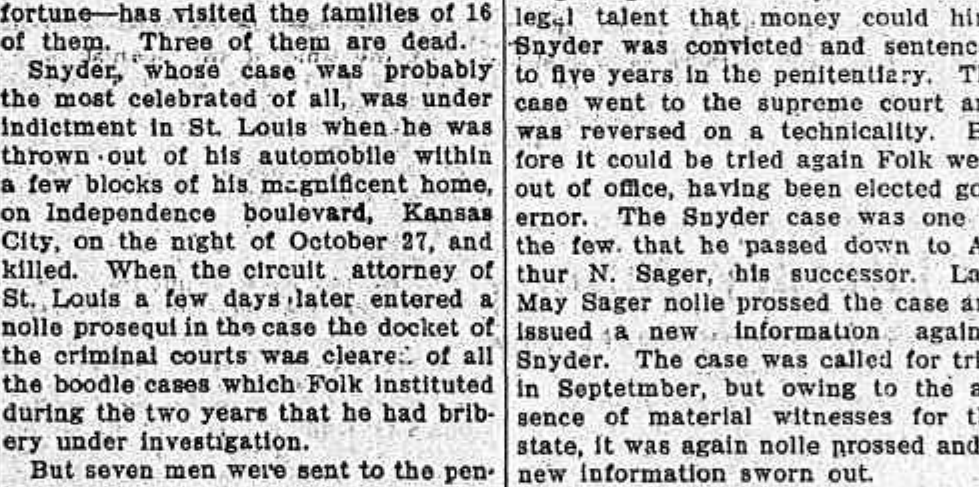 fortune—has visited the families of 16
of them. Three of them are dead.
Snyder, whose case was probably
the most celebrated of all, was under
indictment in St. Louis when he was
thrown out of his automobile within
a few blocks of his magnificent home,
on Independence boulevard, Kansas
City, on the night of October 27, and
killed. When the circuit attorney of
St. Louis a few days later entered a
nolle prosequi in the case the docket of
the criminal courts was cleared of all
the boodle cases which Folk instituted
during the two years that he had brib-
ery under investigation.
But seven men were sent to the pen-
legal talent that money could
Snyder was convicted and sentenc
to five years in the penitentiary.
case went to the supreme court
was reversed on a technicality.
fore it could be tried again Folk we
out of office, having been elected go
ernor. The Snyder case was one
the few that he passed down to
thur N. Sager, his successor. La
May Sager nolle prossed the case
issued a new information again
Snyder. The case was called for tri
in Septetmber, but owing to the
sence of material witnesses for
state, it was again nolle prossed and
new information sworn out.